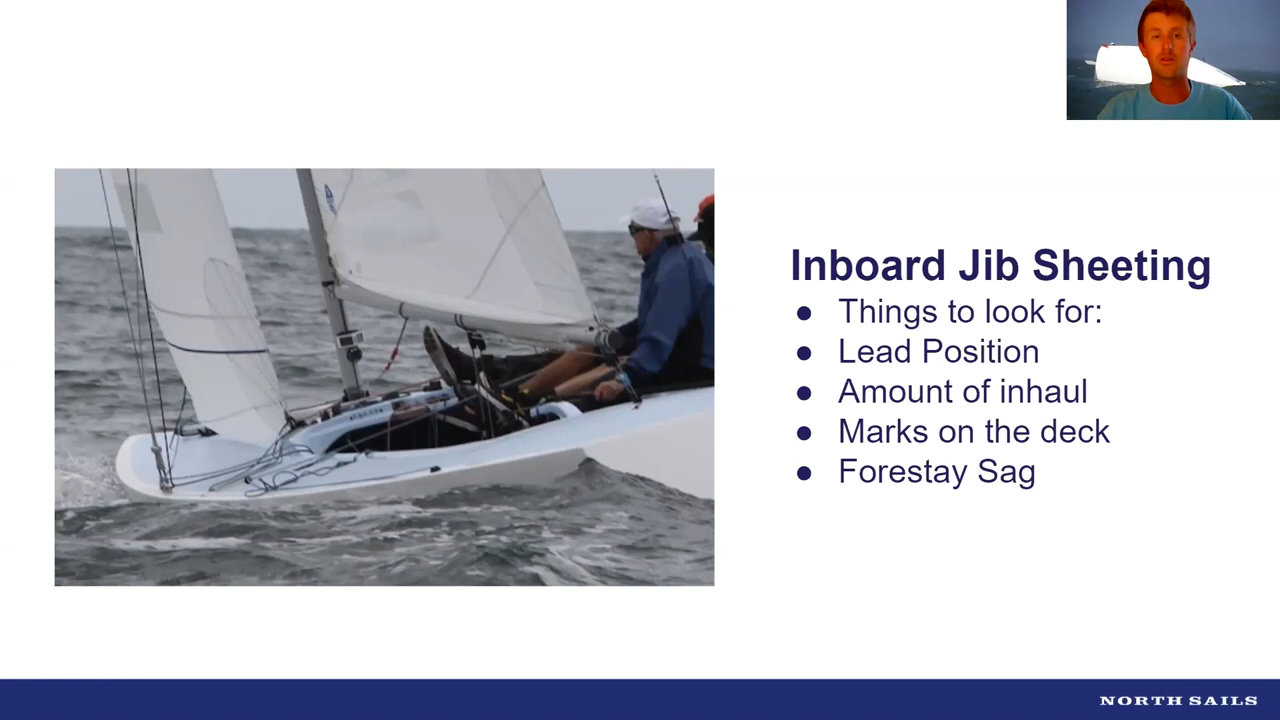 Inboard Jib Sheeting
● Things to look for:
● Lead Position
● Amount of inhaul
● Marks on the deck
● Forestay Sag
NORTH SAILS